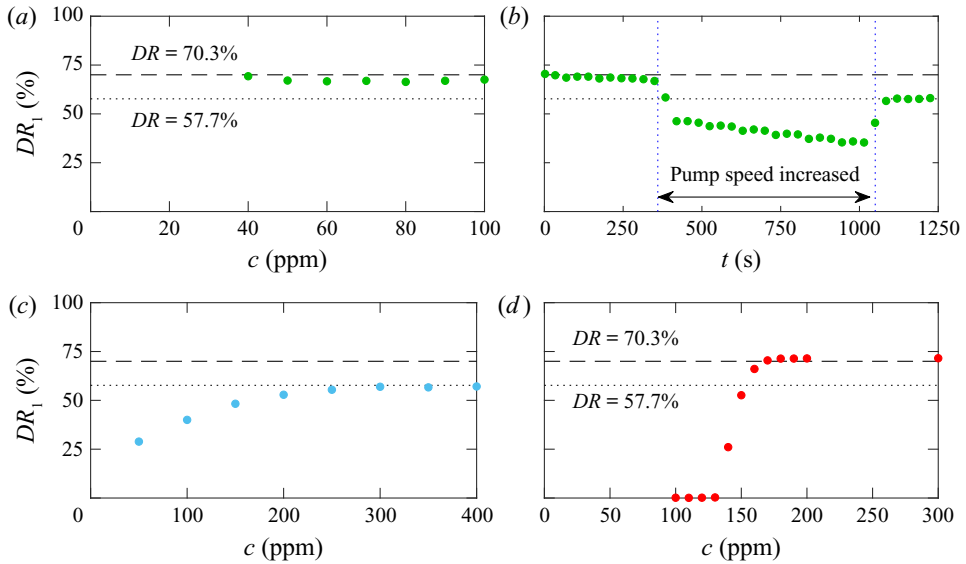 (a)
100
75
50
25
0
20
40
60
80
100
DR = 70.3%
DR = 57.7%
DR1 (%)
c (ppm)
(b)
Pump speed increased
0
250
500
750
1000
1250
t (s)
(c)
100
75
50
25
0
100
200
300
400
DR1 (%)
c (ppm)
(d)
DR = 70.3%
DR = 57.7%
0
50
100
150
200
250
300
c (ppm)